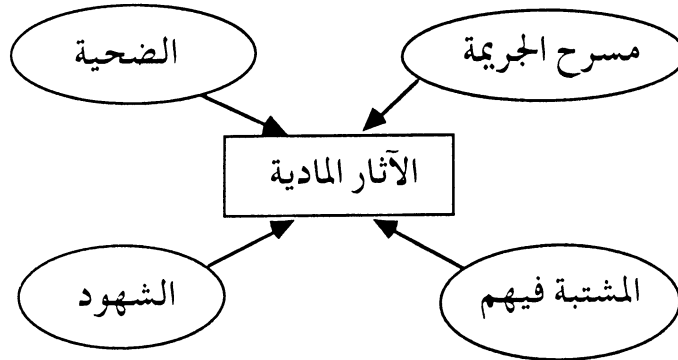 مسرح الجريمة
الضحية
الآثار المادية
المشتبة فيهم
الشهود